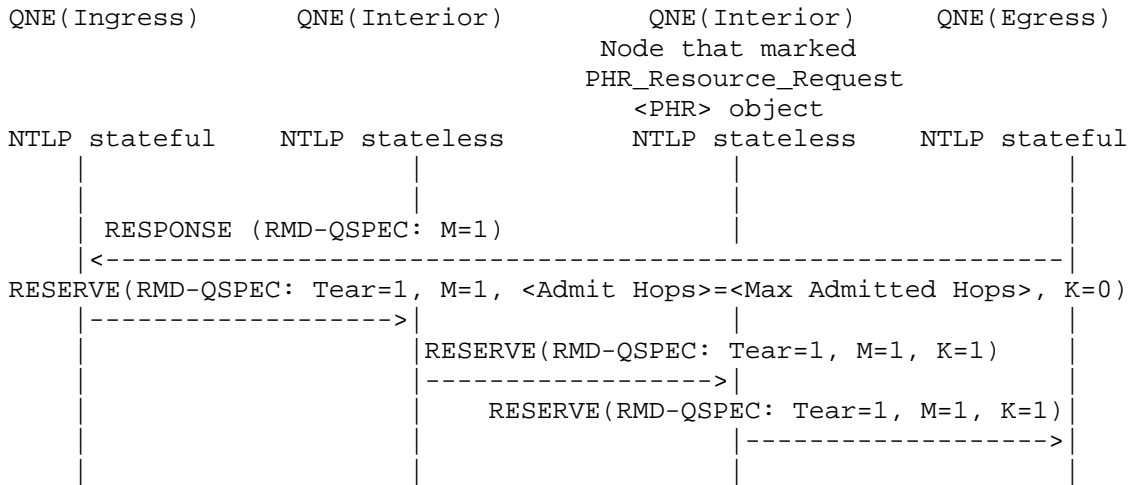 QNE(Ingress) QNE(Interior) QNE(Interior) QNE(Egress)
Node that marked
PHR_Resource_Request
<PHR> object
NTLP stateful NTLP stateless NTLP stateless NTLP stateful
RESPONSE (RMD-QSPEC: M=1)
RESERVE(RMD-QSPEC: Tear=1, M=1, <Admit Hops>=<Max Admitted Hops>, K=0)
RESERVE(RMD-QSPEC: Tear=1, M=1, K=1)
RESERVE(RMD-QSPEC: Tear=1, M=1, K=1)